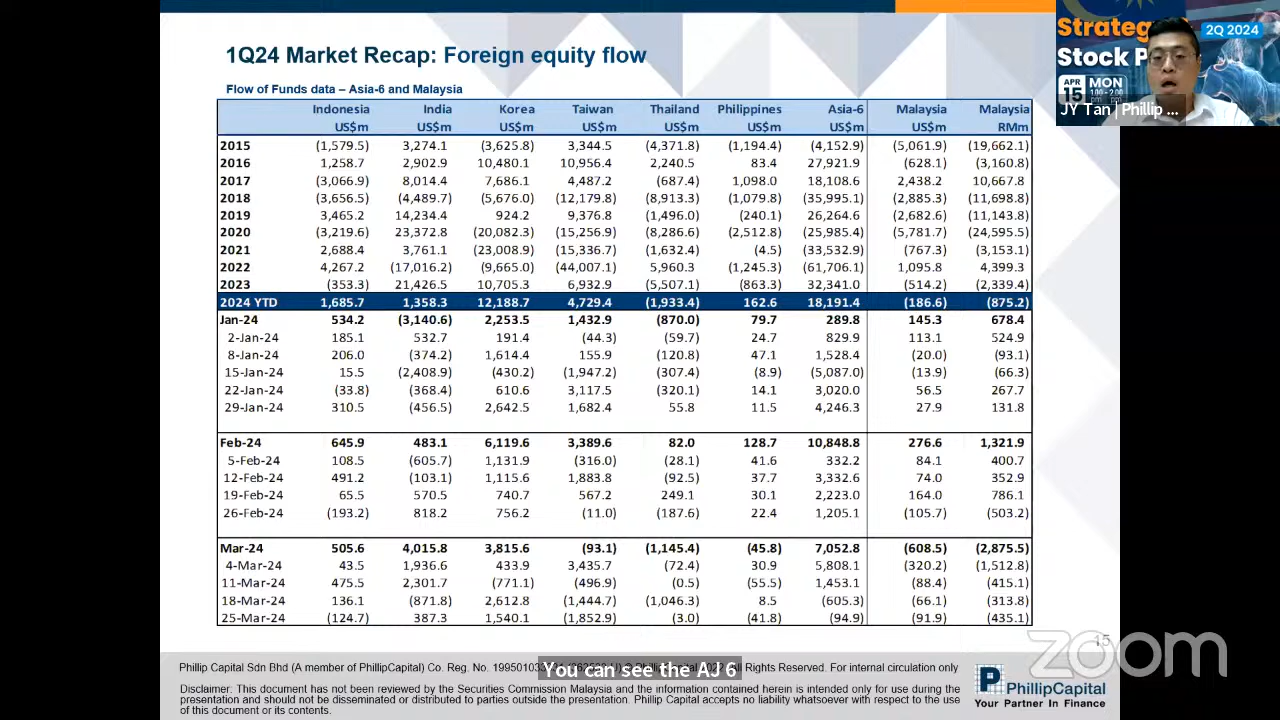 1Q24 Market Recap: Foreign equity flow
Strateg
2Q 2024
Stock P
APR
15
MON
JY Tan | Phillip ...
Flow of Funds data – Asia-6 and Malaysia
Indonesia India Korea Taiwan Thailand Philippines Asia-6 Malaysia Malaysia
US$m US$m US$m US$m US$m US$m US$m US$m RMm
2015 (1,579.5) 3,274.1 (3,625.8) 3,344.5 (4,371.8) (1,194.4) (4,152.9) (5,061.9) (19,662.1)
2016 1,258.7 2,902.9 10,480.1 10,956.4 2,240.5 83.4 27,921.9 (628.1) (3,160.8)
2017 (3,066.9) 8,014.4 7,686.1 4,487.2 (687.4) 1,098.0 18,108.6 2,438.2 10,667.8
2018 (3,656.5) (4,489.7) (5,676.0) (12,179.8) (8,913.3) (1,079.8) (35,995.1) (2,885.3) (11,698.8)
2019 3,465.2 14,234.4 924.2 9,376.8 (1,496.0) (240.1) 26,264.6 (2,682.6) (11,143.8)
2020 (3,219.6) 23,372.8 (20,082.3) (15,256.9) (8,286.6) (2,512.8) (25,985.4) (5,781.7) (24,595.5)
2021 2,688.4 3,761.1 (23,008.9) (15,336.7) (1,632.4) (4.5) (33,532.9) (767.3) (3,153.1)
2022 4,267.2 (17,016.2) (9,665.0) (44,007.1) 5,960.3 (1,245.3) (61,706.1) 1,095.8 4,399.3
2023 (353.3) 21,426.5 10,705.3 6,932.9 (5,507.1) (863.3) 32,341.0 (514.2) (2,339.4)
2024 YTD 1,685.7 1,358.3 12,188.7 4,729.4 (1,933.4) 162.6 18,191.4 (186.6) (875.2)
Jan-24 534.2 (3,140.6) 2,253.5 1,432.9 (870.0) 79.7 289.8 145.3 678.4
2-Jan-24 185.1 532.7 191.4 (44.3) (59.7) 24.7 829.9 113.1 524.9
8-Jan-24 206.0 (374.2) 1,614.4 155.9 (120.8) 47.1 1,528.4 (20.0) (93.1)
15-Jan-24 15.5 (2,408.9) (430.2) (1,947.2) (307.4) (8.9) (5,087.0) (13.9) (66.3)
22-Jan-24 (33.8) (368.4) 610.6 3,117.5 (320.1) 14.1 3,020.0 56.5 267.7
29-Jan-24 310.5 (456.5) 2,642.5 1,682.4 55.8 11.5 4,246.3 27.9 131.8
Feb-24 645.9 483.1 6,119.6 3,389.6 82.0 128.7 10,848.8 276.6 1,321.9
5-Feb-24 108.5 (605.7) 1,131.9 (316.0) (28.1) 41.6 332.2 84.1 400.7
12-Feb-24 491.2 (103.1) 1,115.6 1,883.8 (92.5) 37.7 3,332.6 74.0 352.9
19-Feb-24 65.5 570.5 740.7 567.2 249.1 30.1 2,223.0 164.0 786.1
26-Feb-24 (193.2) 818.2 756.2 (11.0) (187.6) 22.4 1,205.1 (105.7) (503.2)
Mar-24 505.6 4,015.8 3,815.6 (93.1) (1,145.4) (45.8) 7,052.8 (608.5) (2,875.5)
4-Mar-24 43.5 1,936.6 433.9 3,435.7 (72.4) 30.9 5,808.1 (320.2) (1,512.8)
11-Mar-24 475.5 2,301.7 (771.1) (496.9) (0.5) (55.5) 1,453.1 (88.4) (415.1)
18-Mar-24 136.1 (871.8) 2,612.8 (1,444.7) (1,046.3) 8.5 (605.3) (66.1) (313.8)
25-Mar-24 (124.7) 387.3 1,540.1 (1,852.9) (3.0) (41.8) (94.9) (91.9) (435.1)
15
zoom
Phillip Capital Sdn Bhd (A member of PhillipCapital) Co. Reg. No. Rights Reserved. For internal circulation only
You can see the AJ 6
Disclaimer: This document has not been reviewed by the Securities Commission Malaysia and the information contained herein is intended only for use during the
presentation and should not be disseminated or distributed to parties outside the presentation. Phillip Capital accepts no liability whatsoever with respect to the use
of this document or its contents.
PhillipCapital
Your Partner In Finance